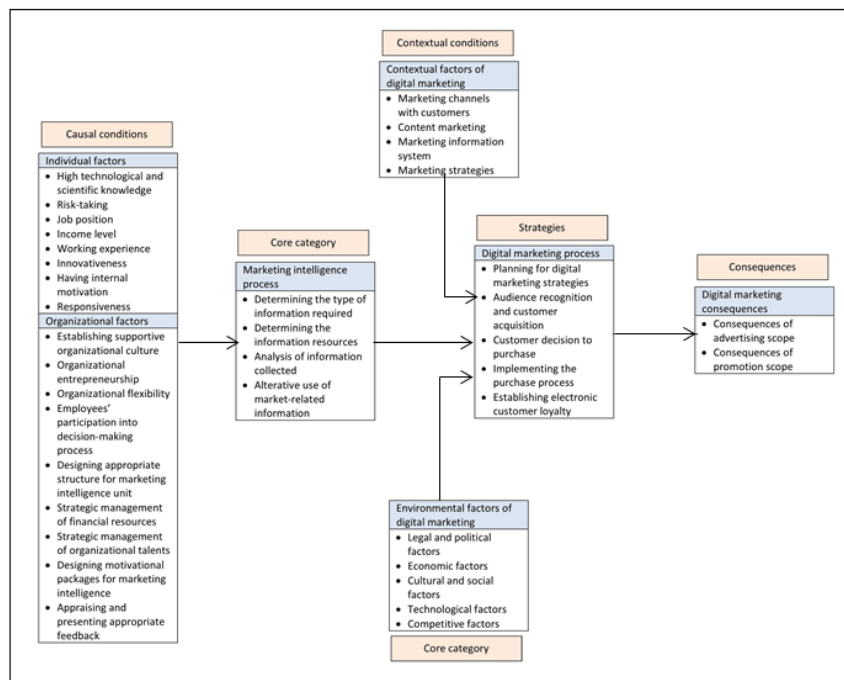 Causal conditions
Individual factors
• High technological and
scientific knowledge
• Risk-taking
• Job position
• Income level
• Working experience
• Innovativeness
• Having internal
motivation
• Responsiveness
Organizational factors
• Establishing supportive
organizational culture
• Organizational
entrepreneurship
• Organizational flexibility
• Employees'
participation into
decision-making
process
• Designing appropriate
structure for marketing
intelligence unit
• Strategic management
of financial resources
• Strategic management
of organizational talents
• Designing motivational
packages for marketing
intelligence
• Appraising and
presenting appropriate
feedback
Core category
Marketing intelligence
process
• Determining the type of
information required
• Determining the
information resources
• Analysis of information
collected
• Alterative use of
market-related
information
Contextual conditions
Contextual factors of
digital marketing
• Marketing channels
with customers
• Content marketing
• Marketing information
system
• Marketing strategies
Strategies
Digital marketing process
• Planning for digital
marketing strategies
• Audience recognition
and customer
acquisition
• Customer decision to
purchase
• Implementing the
purchase process
• Establishing electronic
customer loyalty
Environmental factors of
digital marketing
• Legal and political
factors
• Economic factors
• Cultural and social
factors
• Technological factors
• Competitive factors
Core category
Consequences
Digital marketing
consequences
• Consequences of
advertising scope
• Consequences of
promotion scope